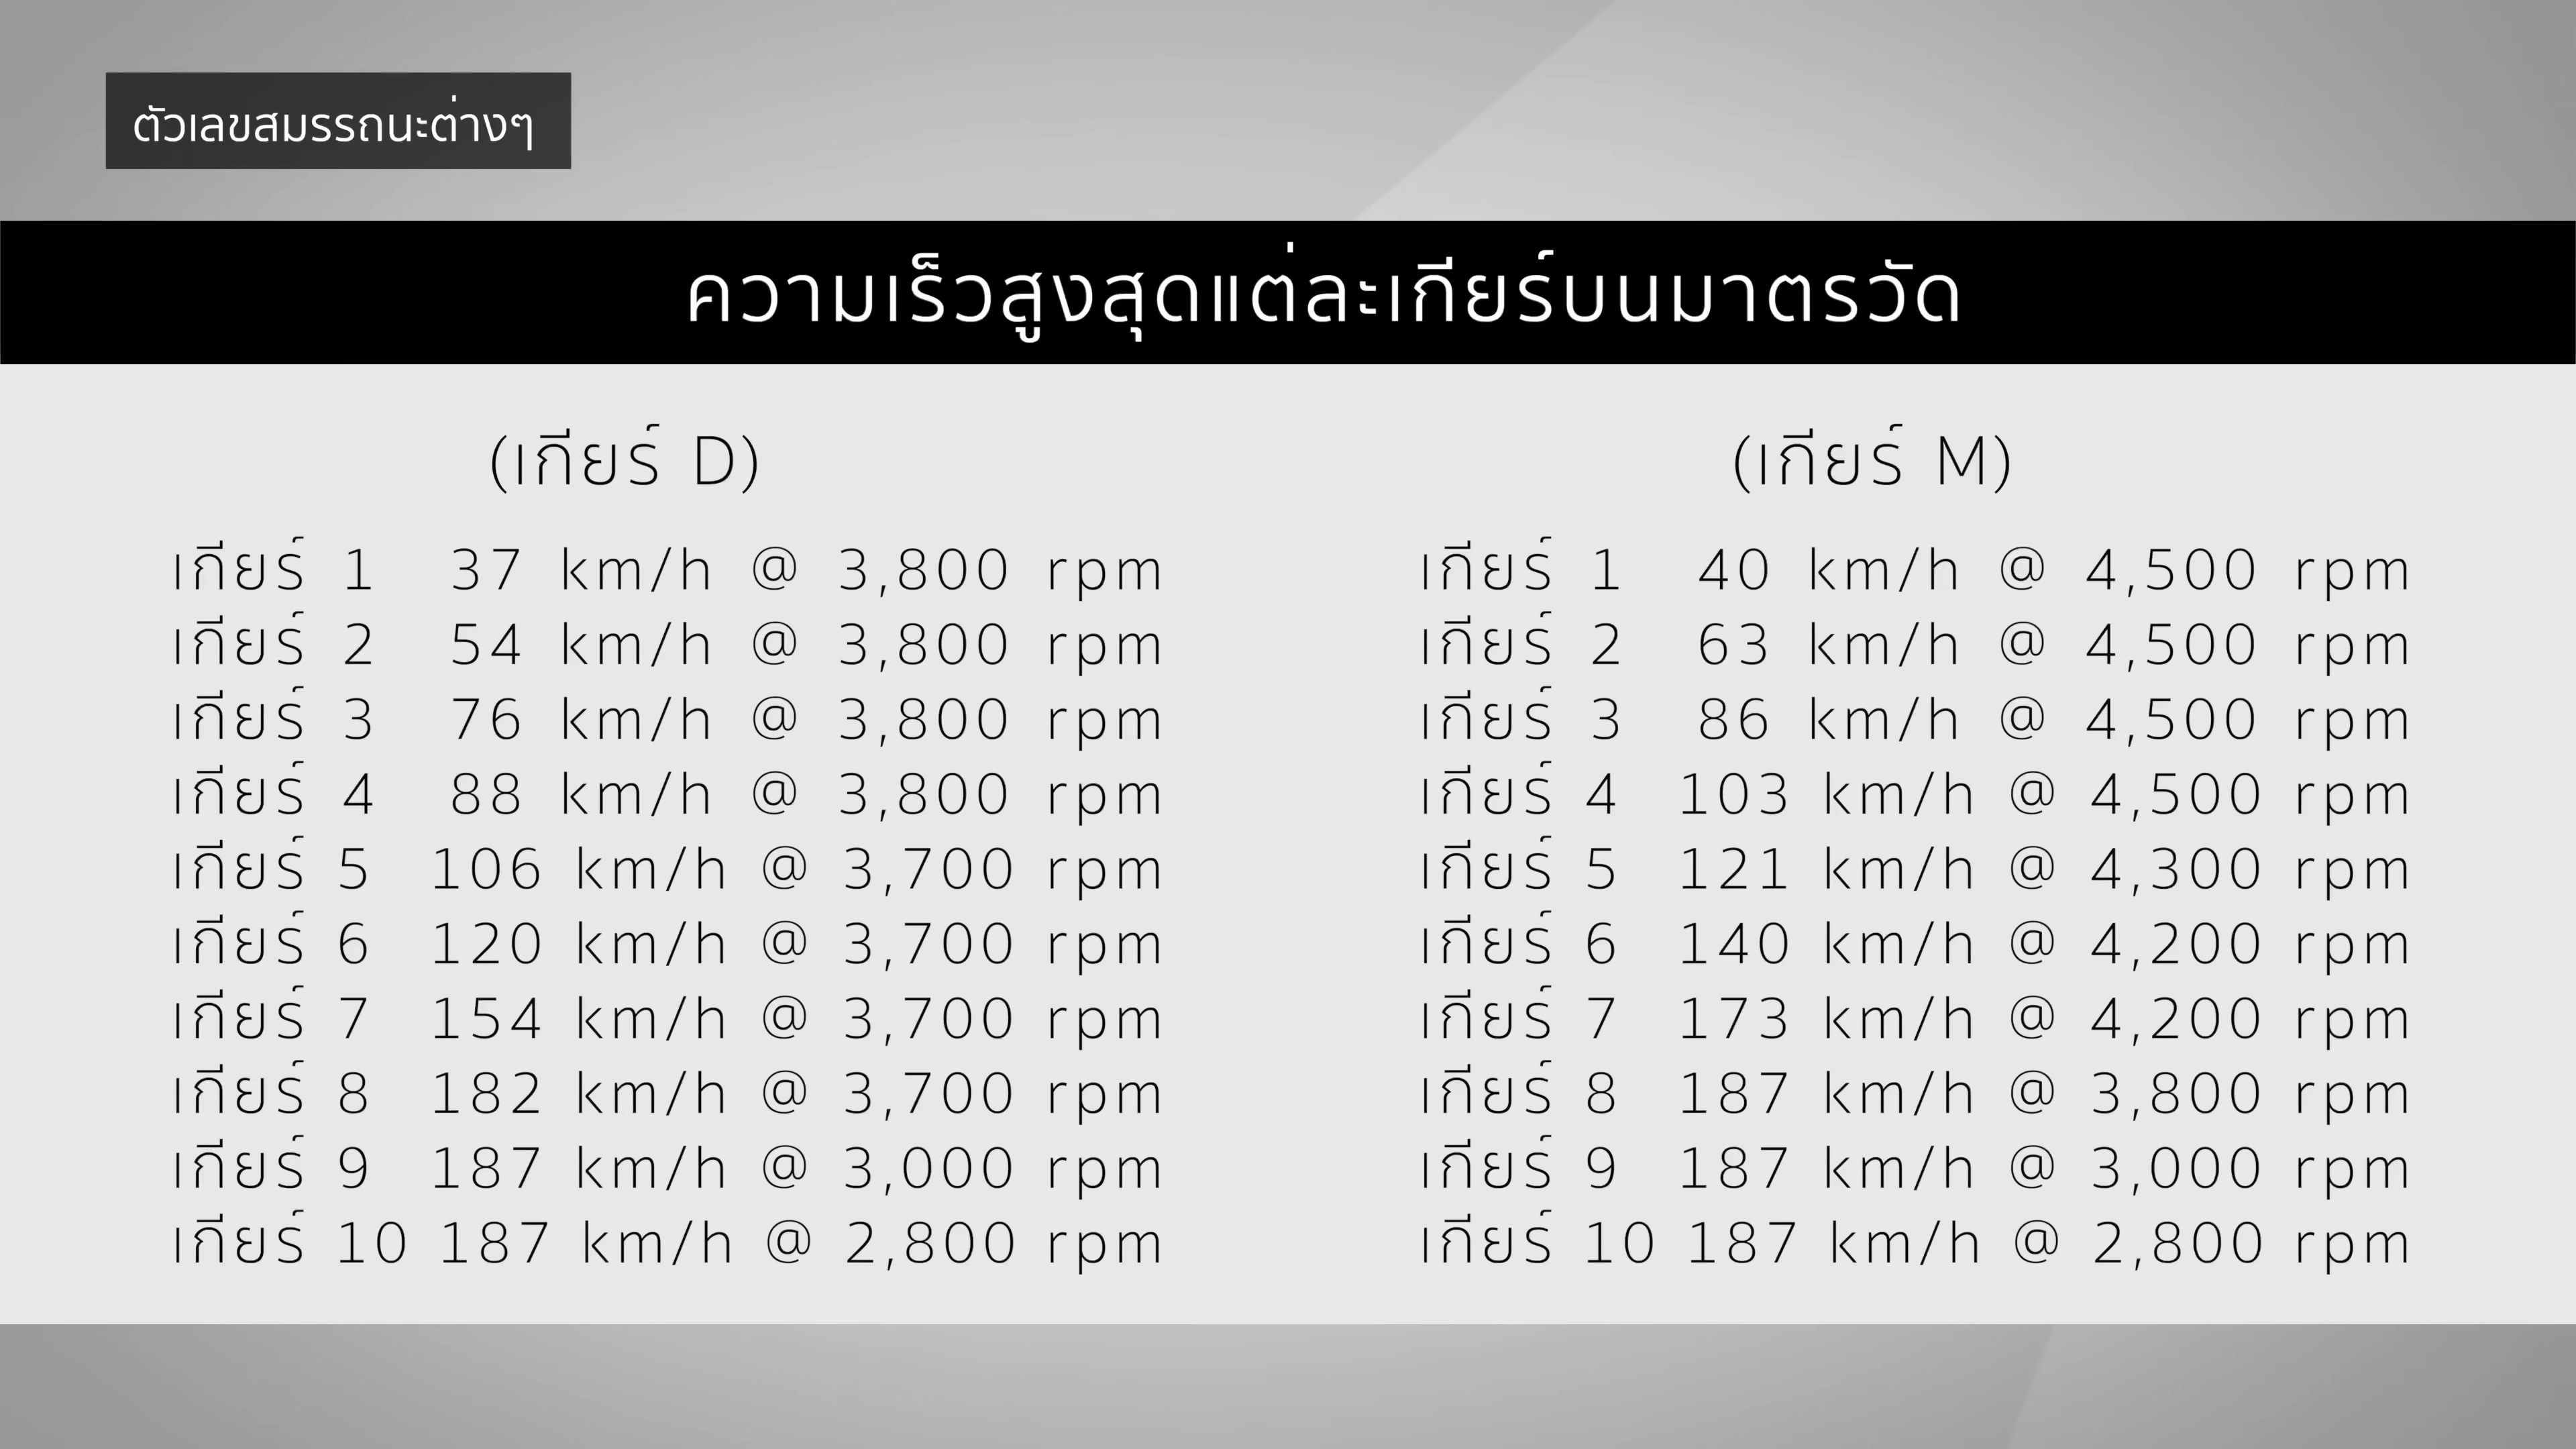 ตัวเลขสมรรถนะต่างๆ
ความเร็วสูงสุดแต่ละเกียร์บนมาตรวัด
(เกียร์ D)
เกียร์ 1 37 km/h @ 3,800 rpm
เกียร์ 2 54 km/h @ 3,800 rpm
เกียร์ 3 76 km/h @ 3,800 rpm
เกียร์ 4 88 km/h @ 3,800 rpm
เกียร์ 5 106 km/h @ 3,700 rpm
เกียร์ 6 120 km/h @ 3,700 rpm
เกียร์ 7 154 km/h @ 3,700 rpm
เกียร์ 8 182 km/h @ 3,700 rpm
เกียร์ 9 187 km/h @ 3,000 rpm
เกียร์ 10 187 km/h @ 2,800 rpm
(เกียร์ M)
เกียร์ 1 40 km/h @ 4,500 rpm
เกียร์ 2 63 km/h @ 4,500 rpm
เกียร์ 3 86 km/h @ 4,500 rpm
เกียร์ 4 103 km/h @ 4,500 rpm
เกียร์ 5 121 km/h @ 4,300 rpm
เกียร์ 6 140 km/h @ 4,200 rpm
เกียร์ 7 173 km/h @ 4,200 rpm
เกียร์ 8 187 km/h @ 3,800 rpm
เกียร์ 9 187 km/h @ 3,000 rpm
เกียร์ 10 187 km/h @ 2,800 rpm